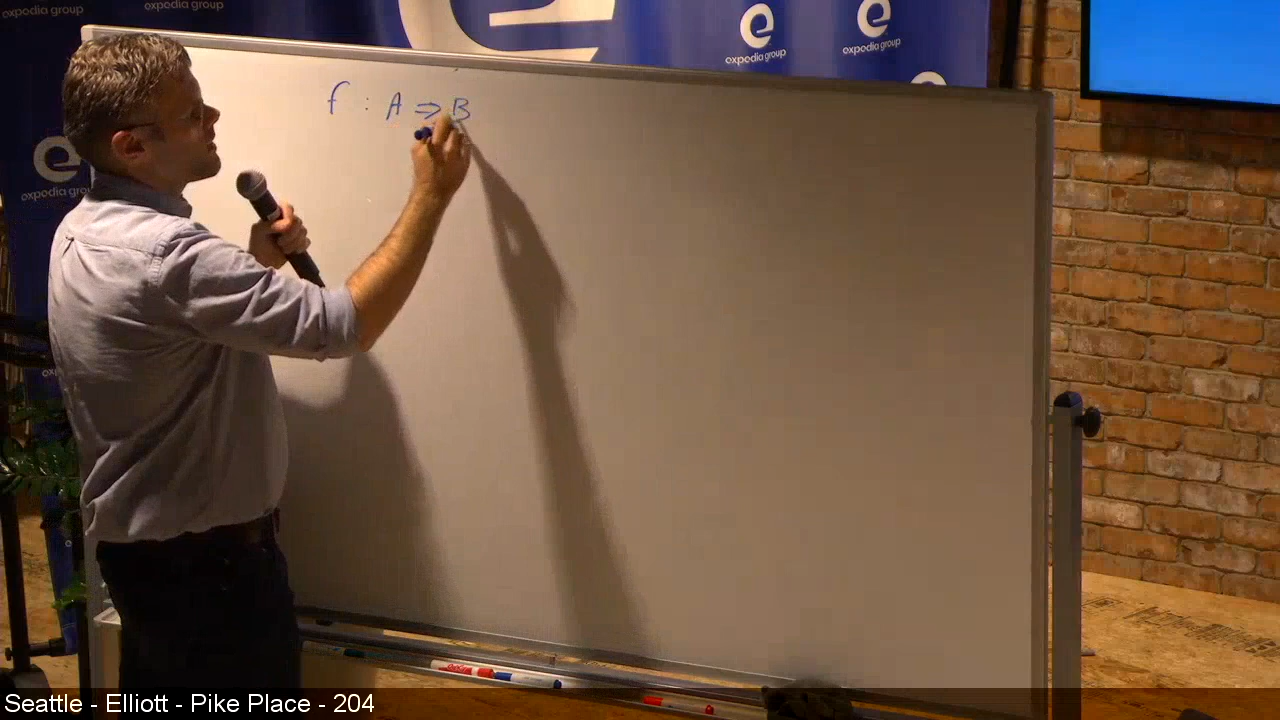 expedia group
expedia group
expedia group
expedia group
f : A ⇒ B
Seattle - Elliott - Pike Place - 204